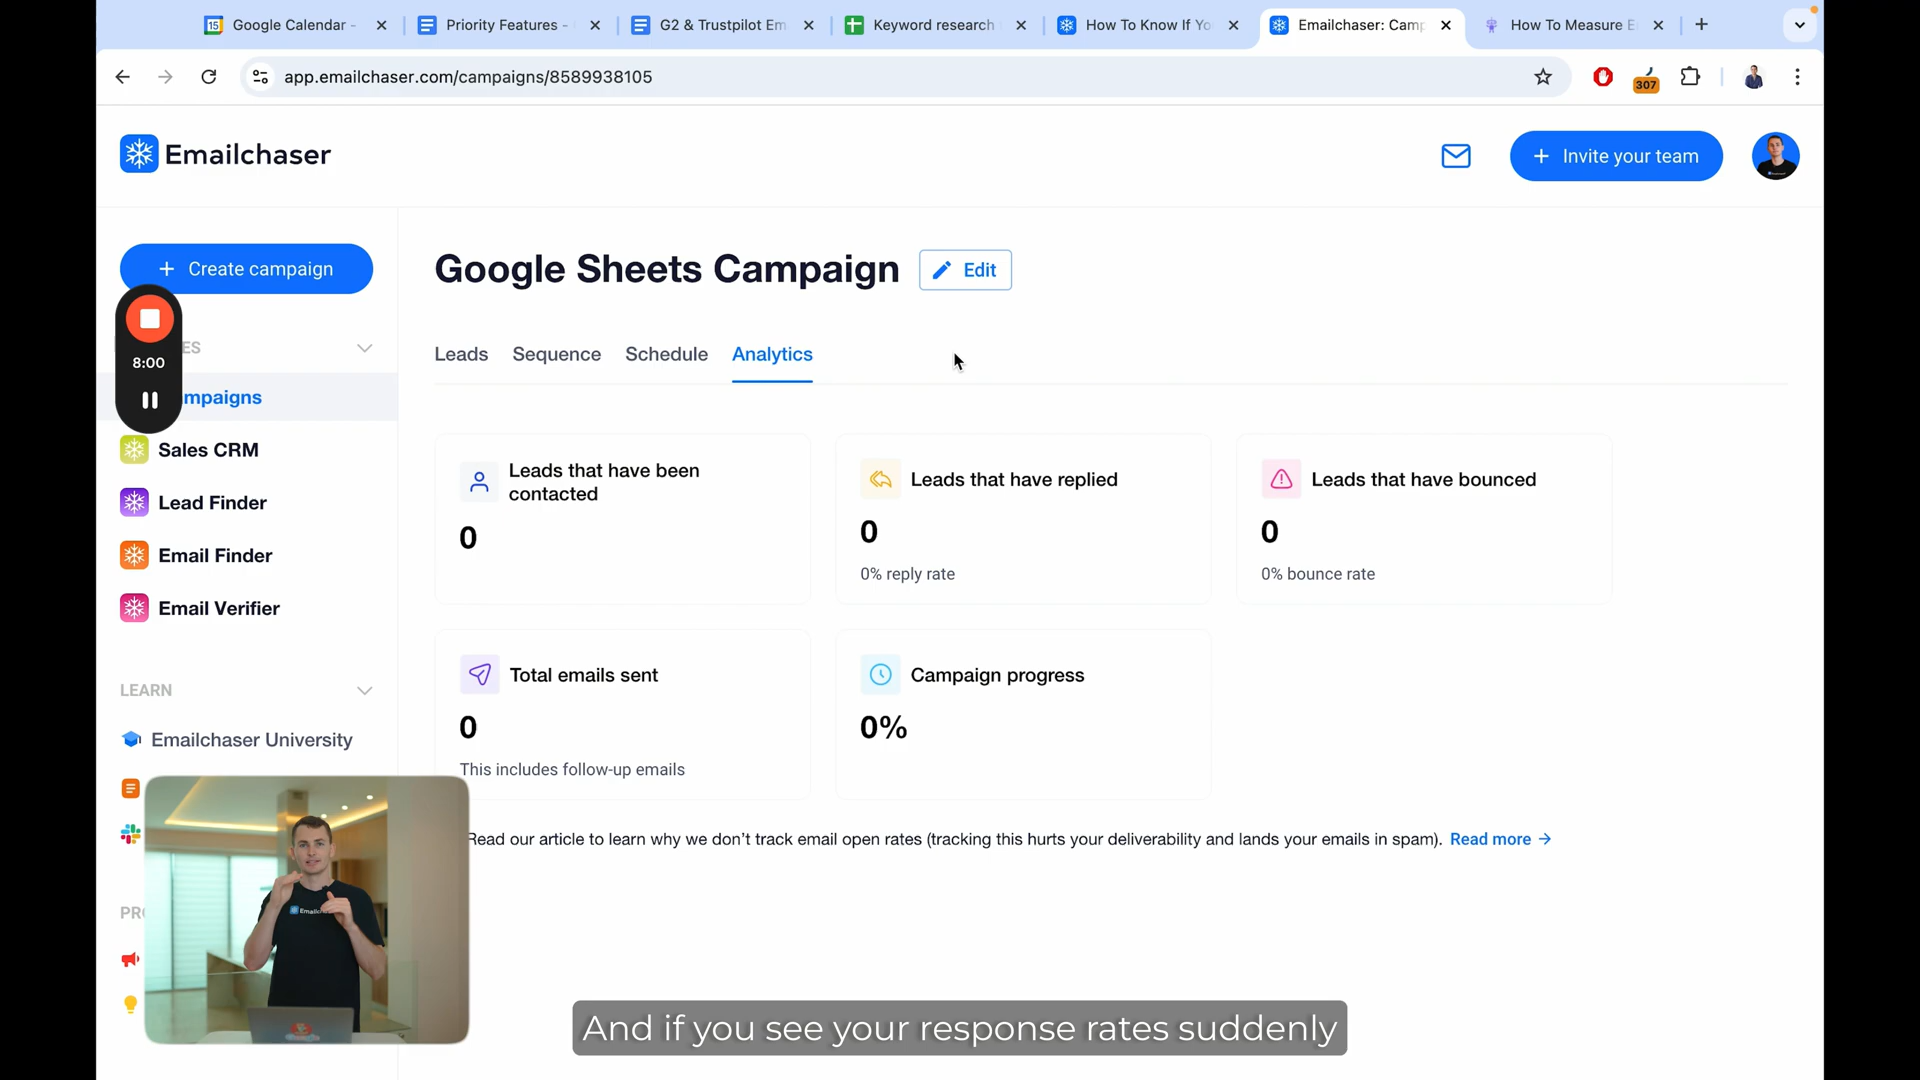 Google Calendar -
Priority Features -
G2 & Trustpilot Em
Keyword research
How To Know If Yo
Emailchaser: Camp
How To Measure E
app.emailchaser.com/campaigns/8589938105
307
Emailchaser
Invite your team
Create campaign
8:00
ES
mpaigns
Sales CRM
Lead Finder
Email Finder
Email Verifier
LEARN
Emailchaser University
Google Sheets Campaign
Edit
Leads
Sequence
Schedule
Analytics
Leads that have been
contacted
0
Leads that have replied
0
0% reply rate
Leads that have bounced
0
0% bounce rate
Total emails sent
0
This includes follow-up emails
Campaign progress
0%
Read our article to learn why we don't track email open rates (tracking this hurts your deliverability and lands your emails in spam). Read more →
And if you see your response rates suddenly